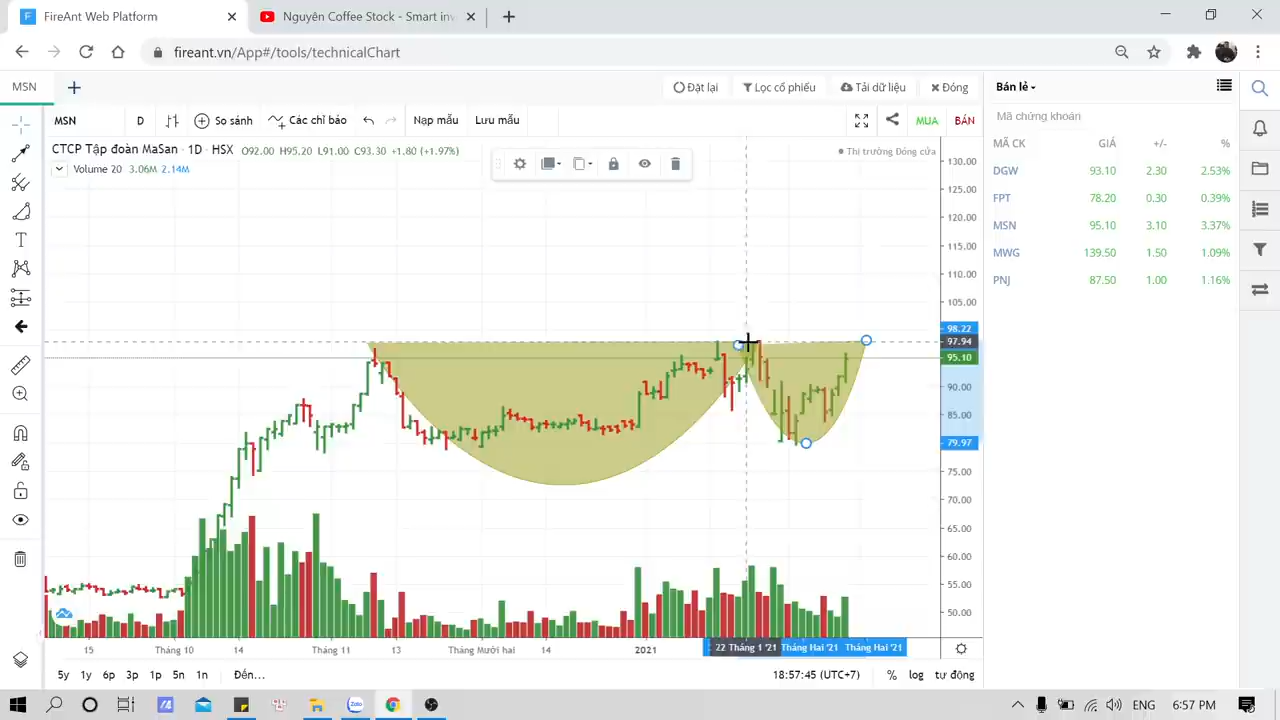 FireAnt Web Platform
Nguyên Coffee Stock - Smart inv
fireant.vn/App#/tools/technicalChart
MSN
Đặt lại
Lọc cổ phiếu
Tải dữ liệu
Đóng
Bán lẻ
MSN
D
So sánh
Các chỉ báo
Nạp mẫu
Lưu mẫu
MUA
BÁN
Mã chứng khoán
CTCP Tập đoàn MaSan · 1D · HSX O92.00 H95.20 L91.00 C93.30 +1.80 (+1.97%)
Thị trường Đóng cửa
Volume 20 3.06M 2.14M
MÃ CK GIÁ +/- %
DGW 93.10 2.30 2.53%
FPT 78.20 0.30 0.39%
MSN 95.10 3.10 3.37%
MWG 139.50 1.50 1.09%
PNJ 87.50 1.00 1.16%
130.00
125.00
120.00
115.00
110.00
105.00
98.22
97.94
95.10
90.00
85.00
79.97
75.00
70.00
65.00
60.00
55.00
50.00
15 Tháng 10 14 Tháng 11 13 Tháng Mười hai 14 2021 22 Tháng 1 '21 Tháng Hai '21 Tháng Hai '21
5y 1y 6p 3p 1p 5n 1n Đến...
18:57:45 (UTC+7) % log tự động
Zalo
ENG 6:57 PM